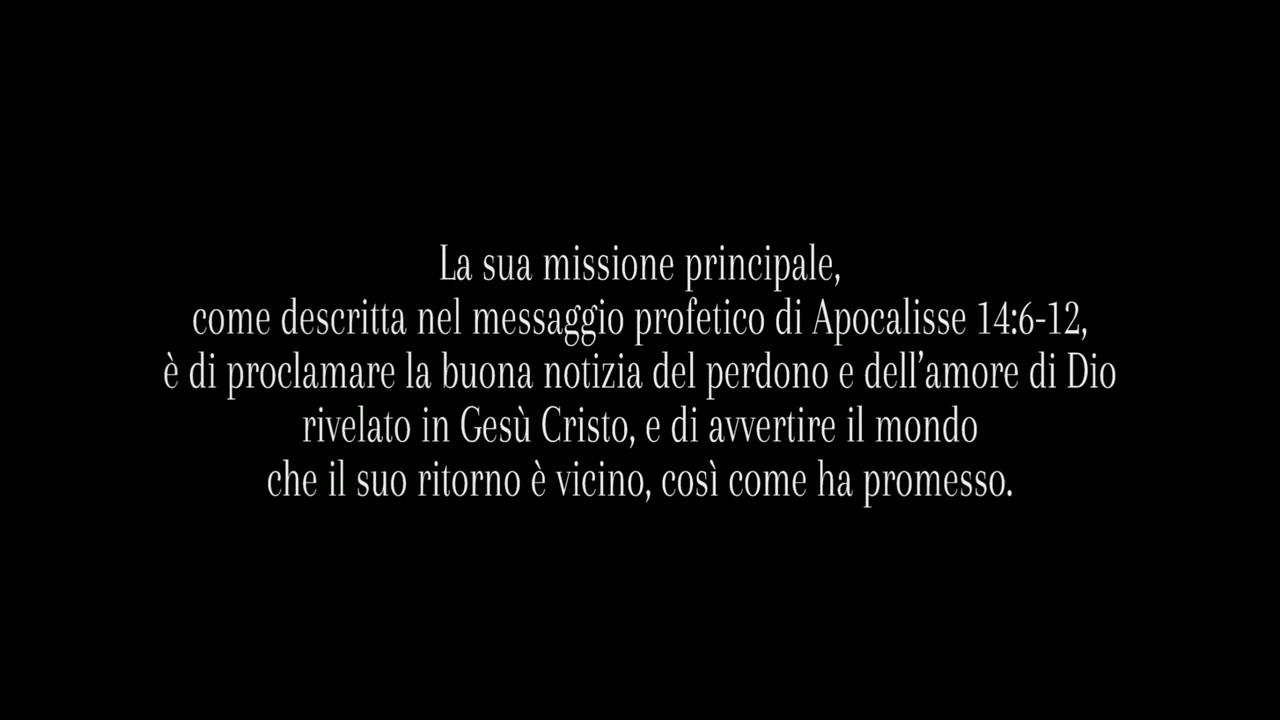 La sua missione principale,
come descritta nel messaggio profetico di Apocalisse 14:6-12,
è di proclamare la buona notizia del perdono e dell’amore di Dio
rivelato in Gesù Cristo, e di avvertire il mondo
che il suo ritorno è vicino, così come ha promesso.